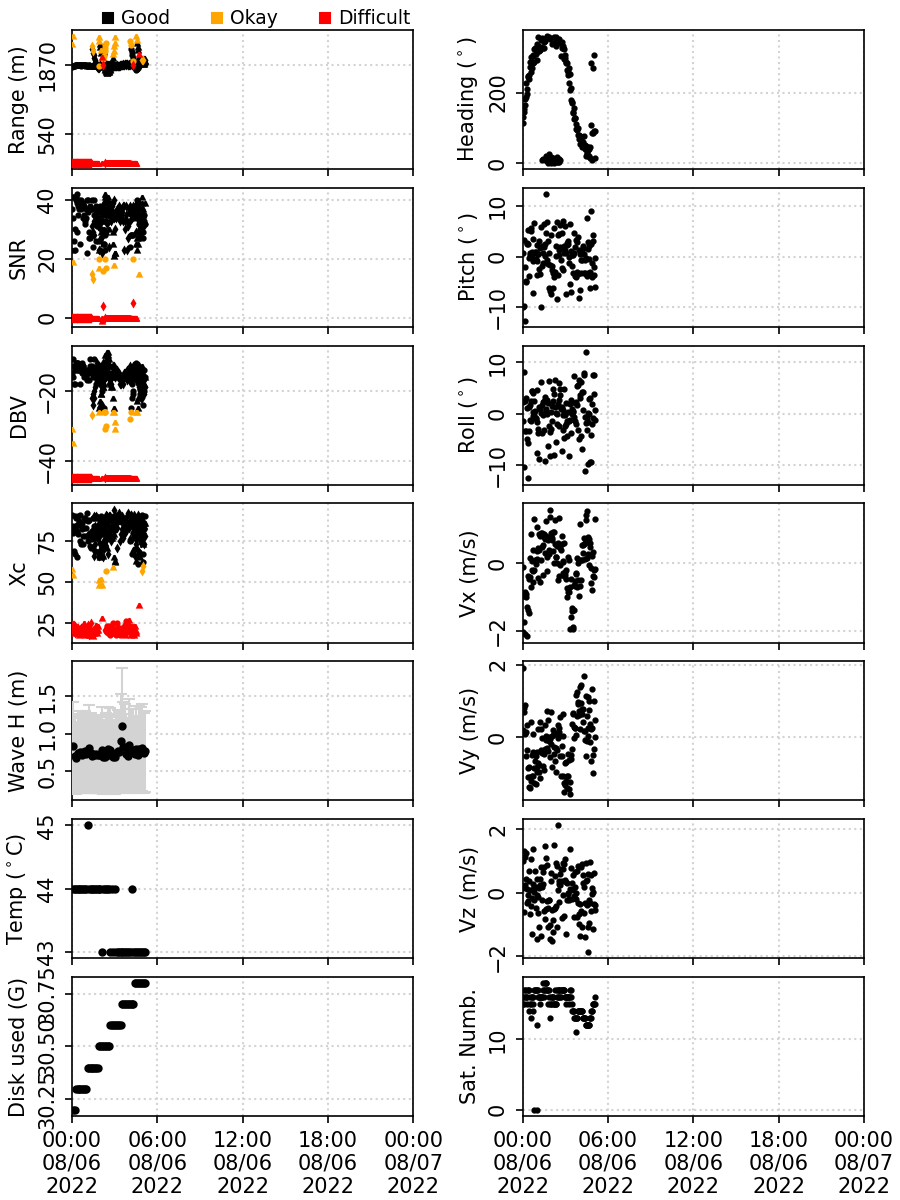 Good Okay Difficult
Range (m)
1870
540
Heading (°)
200
0
SNR
40
20
0
Pitch (°)
10
0
−10
DBV
−20
−40
Roll (°)
10
0
−10
Xc
75
50
25
Vx (m/s)
0
−2
Wave H (m)
1.5
1.0
0.5
Vy (m/s)
2
0
Temp (°C)
45
44
43
Vz (m/s)
2
0
−2
Disk used (G)
30.75
30.50
30.25
Sat. Numb.
10
0
00:00 06:00 12:00 18:00 00:00
08/06 08/06 08/06 08/06 08/07
2022 2022 2022 2022 2022
00:00 06:00 12:00 18:00 00:00
08/06 08/06 08/06 08/06 08/07
2022 2022 2022 2022 2022